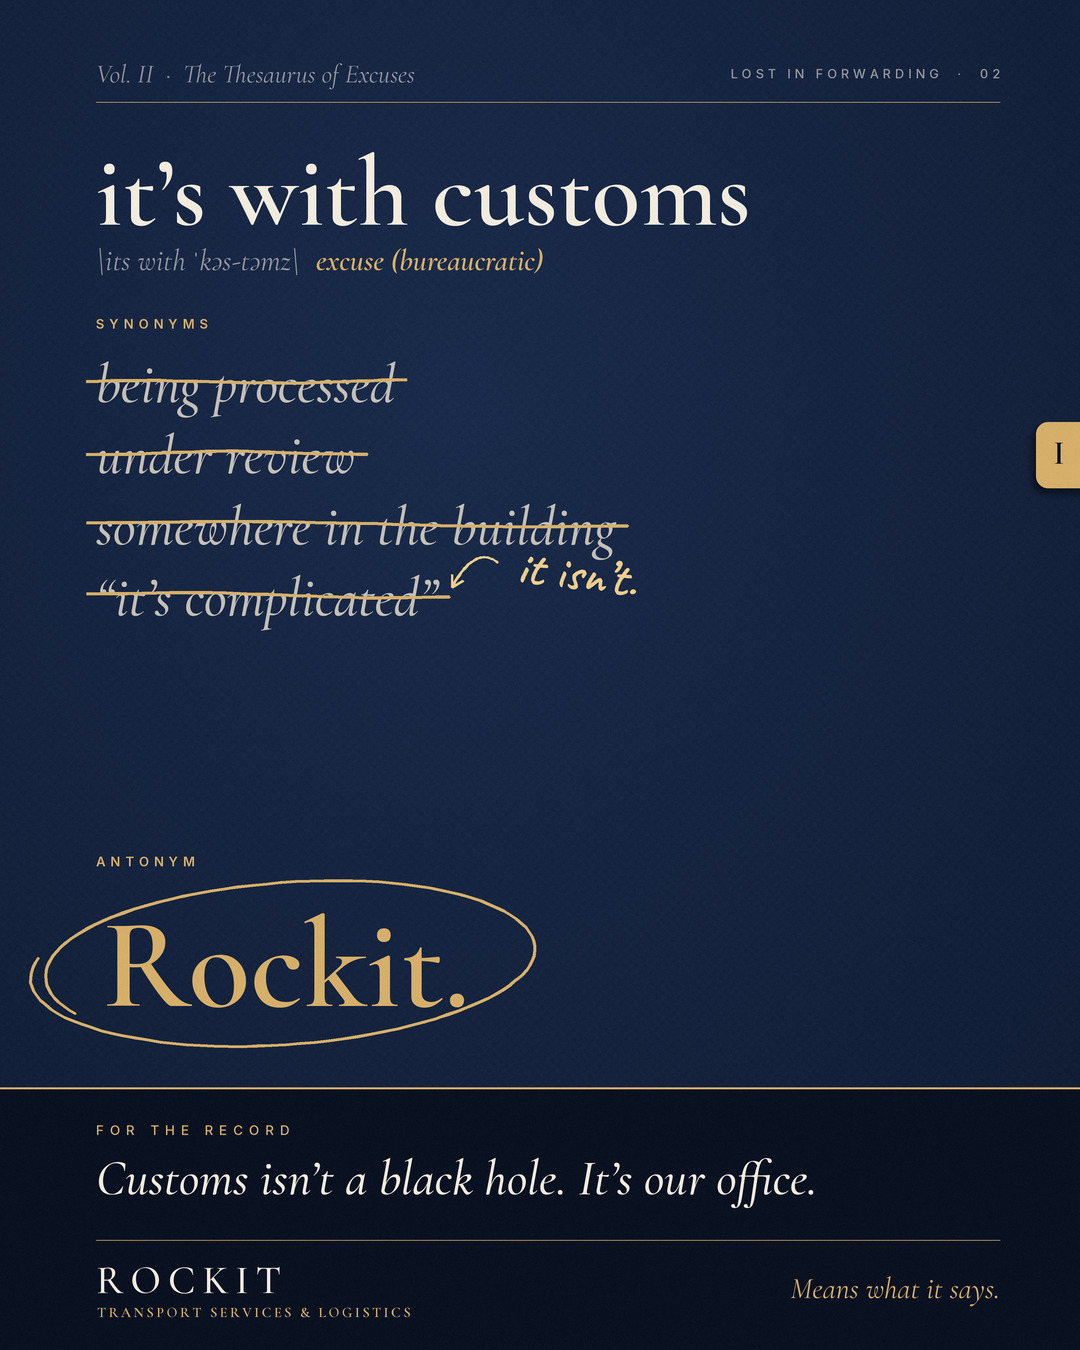 Vol. II · The Thesaurus of Excuses
LOST IN FORWARDING · 02
it’s with customs
\its with ˈkəs-təmz\ excuse (bureaucratic)
SYNONYMS
being processed
under review
somewhere in the building
“it’s complicated”
it isn’t.
I
ANTONYM
Rockit.
FOR THE RECORD
Customs isn’t a black hole. It’s our office.
ROCKIT
TRANSPORT SERVICES & LOGISTICS
Means what it says.